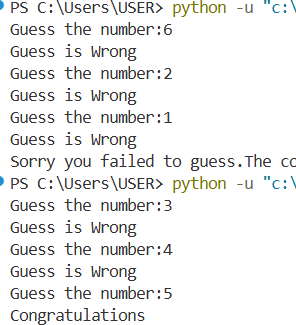 PS C:\Users\USER> python -u "c:\
Guess the number:6
Guess is Wrong
Guess the number:2
Guess is Wrong
Guess the number:1
Guess is Wrong
Sorry you failed to guess.The co
PS C:\Users\USER> python -u "c:\
Guess the number:3
Guess is Wrong
Guess the number:4
Guess is Wrong
Guess the number:5
Congratulations